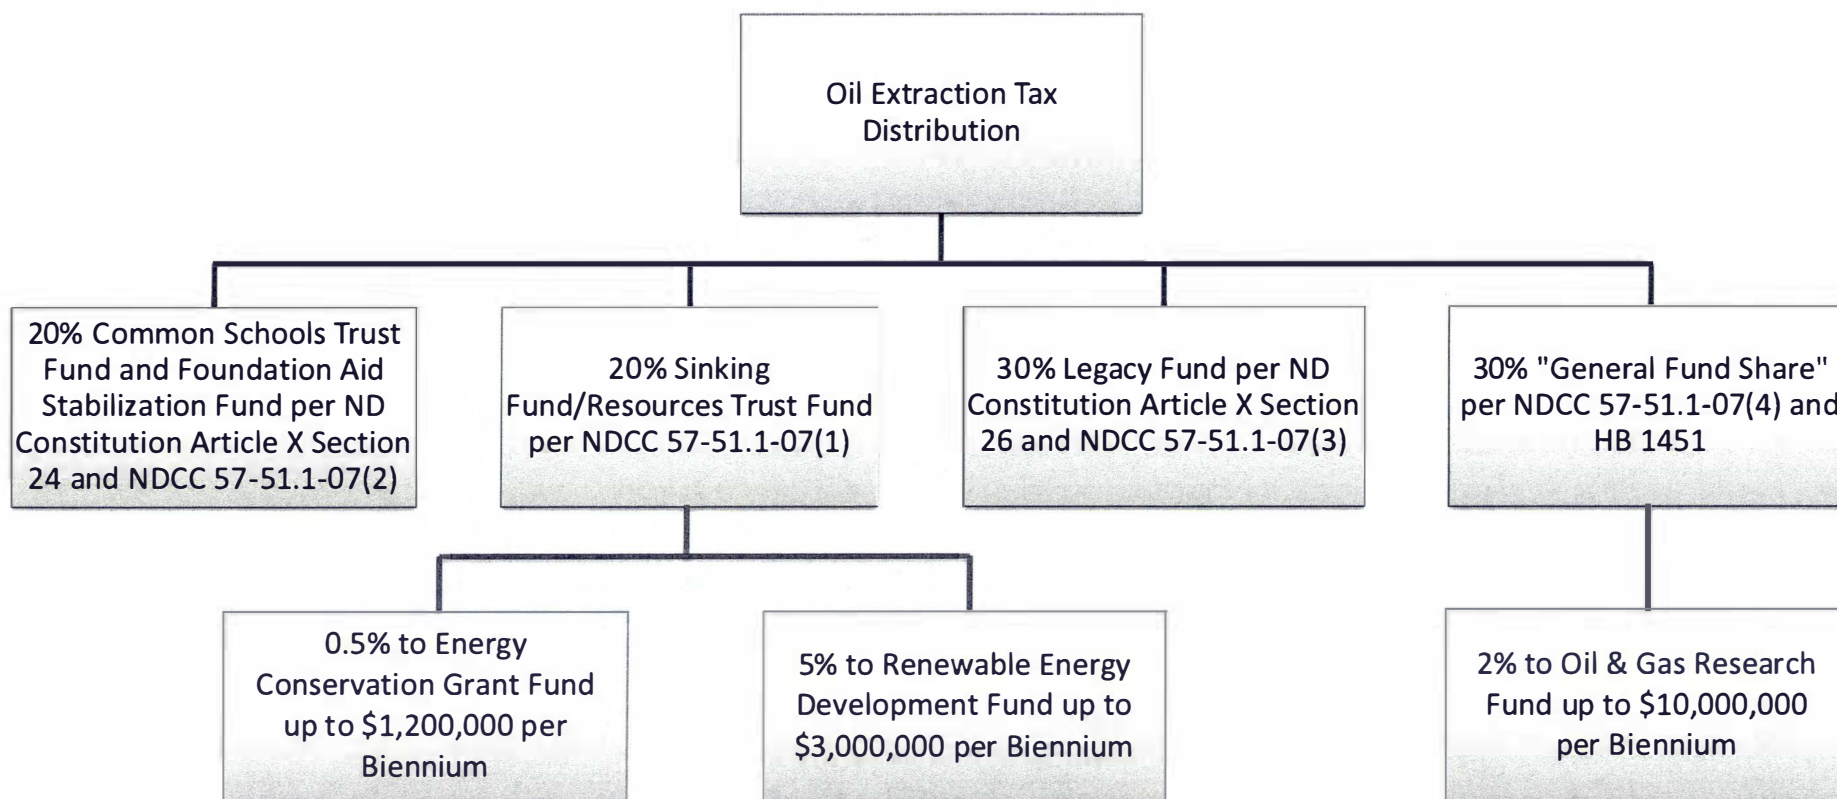 Oil Extraction Tax
Distribution
20% Common Schools Trust
Fund and Foundation Aid
Stabilization Fund per ND
Constitution Article X Section
24 and NDCC 57-51.1-07(2)
20% Sinking
Fund/Resources Trust Fund
per NDCC 57-51.1-07(1)
30% Legacy Fund per ND
Constitution Article X Section
26 and NDCC 57-51.1-07(3)
30% "General Fund Share"
per NDCC 57-51.1-07(4) and
HB 1451
0.5% to Energy
Conservation Grant Fund
up to $1,200,000 per
Biennium
5% to Renewable Energy
Development Fund up to
$3,000,000 per Biennium
2% to Oil & Gas Research
Fund up to $10,000,000
per Biennium